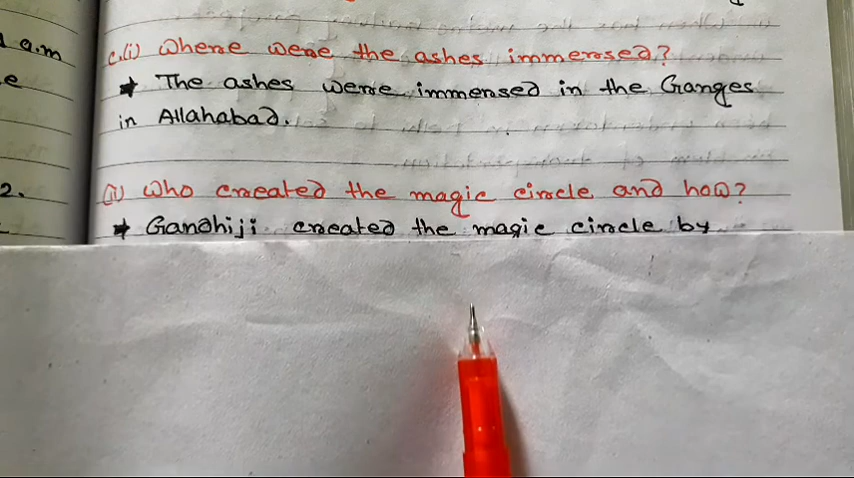 a.m
c.(i) Where were the ashes immersed?
e
★ The ashes were immersed in the Ganges
in Allahabad.
2.
(ii) Who created the magic circle and how?
★ Gandhiji created the magic circle by